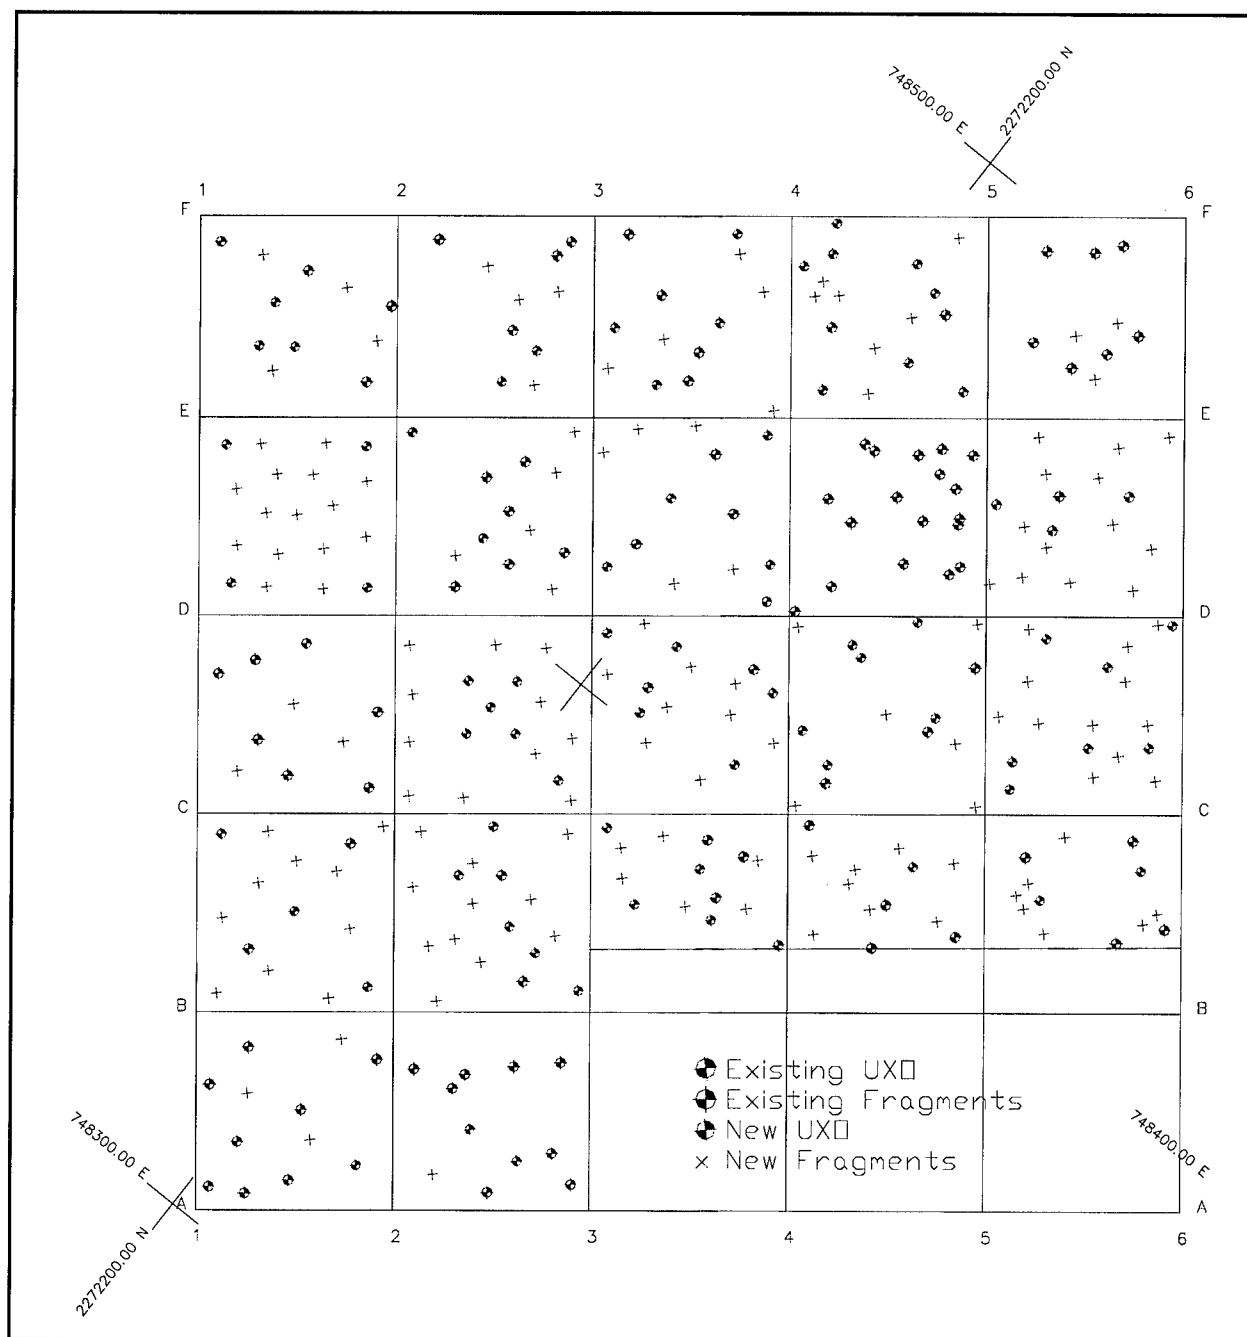 748500.00 E
2272200.00 N
1 2 3 4 5 6
F F
E E
D D
C C
B B
Existing UXO
Existing Fragments
New UXO
New Fragments
748300.00 E
748400.00 E
A A
1 2 3 4 5 6
2272200.00 N